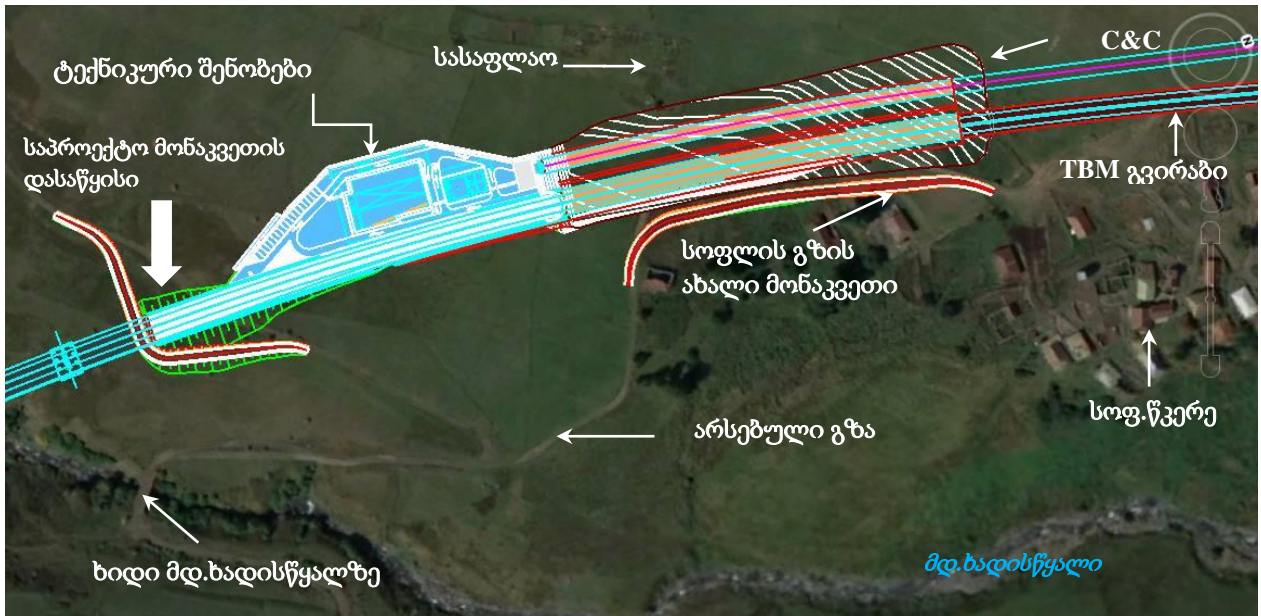 სასაფლაო
C&C
ტექნიკური შენობები
საპროექტო მონაკვეთის
დასაწყისი
TBM გვირაბი
სოფლის გზის
ახალი მონაკვეთი
სოფ.წკერე
არსებული გზა
ხიდი მდ.ხადისწყალზე
მდ.ხადისწყალი